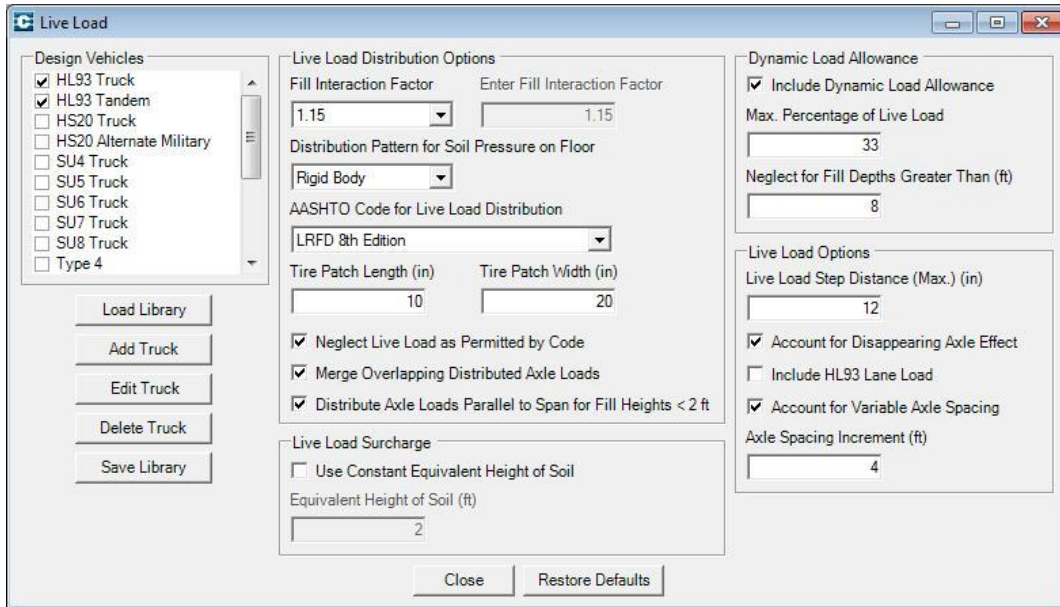 Live Load
Design Vehicles
HL93 Truck
HL93 Tandem
HS20 Truck
HS20 Alternate Military
SU4 Truck
SU5 Truck
SU6 Truck
SU7 Truck
SU8 Truck
Type 4
Load Library
Add Truck
Edit Truck
Delete Truck
Save Library
Live Load Distribution Options
Fill Interaction Factor Enter Fill Interaction Factor
1.15 1.15
Distribution Pattern for Soil Pressure on Floor
Rigid Body
AASHTO Code for Live Load Distribution
LRFD 8th Edition
Tire Patch Length (in) Tire Patch Width (in)
10 20
Neglect Live Load as Permitted by Code
Merge Overlapping Distributed Axle Loads
Distribute Axle Loads Parallel to Span for Fill Heights < 2 ft
Live Load Surcharge
Use Constant Equivalent Height of Soil
Equivalent Height of Soil (ft)
2
Dynamic Load Allowance
Include Dynamic Load Allowance
Max. Percentage of Live Load
33
Neglect for Fill Depths Greater Than (ft)
8
Live Load Options
Live Load Step Distance (Max.) (in)
12
Account for Disappearing Axle Effect
Include HL93 Lane Load
Account for Variable Axle Spacing
Axle Spacing Increment (ft)
4
Close Restore Defaults